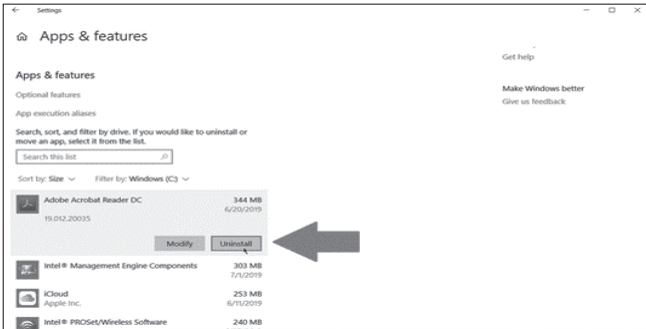 Settings
Apps & features
Get help
Apps & features
Make Windows better
Optional features
Give us feedback
App execution aliases
Search, sort, and filter by drive. If you would like to uninstall or
move an app, select it from the list.
Search this list
Sort by: Size
Filter by: Windows (C:)
Adobe Acrobat Reader DC
344 MB
6/20/2019
19.012.20035
Modify
Uninstall
Intel® Management Engine Components
303 MB
7/1/2019
iCloud
253 MB
Apple Inc.
6/11/2019
Intel® PROSet/Wireless Software
240 MB